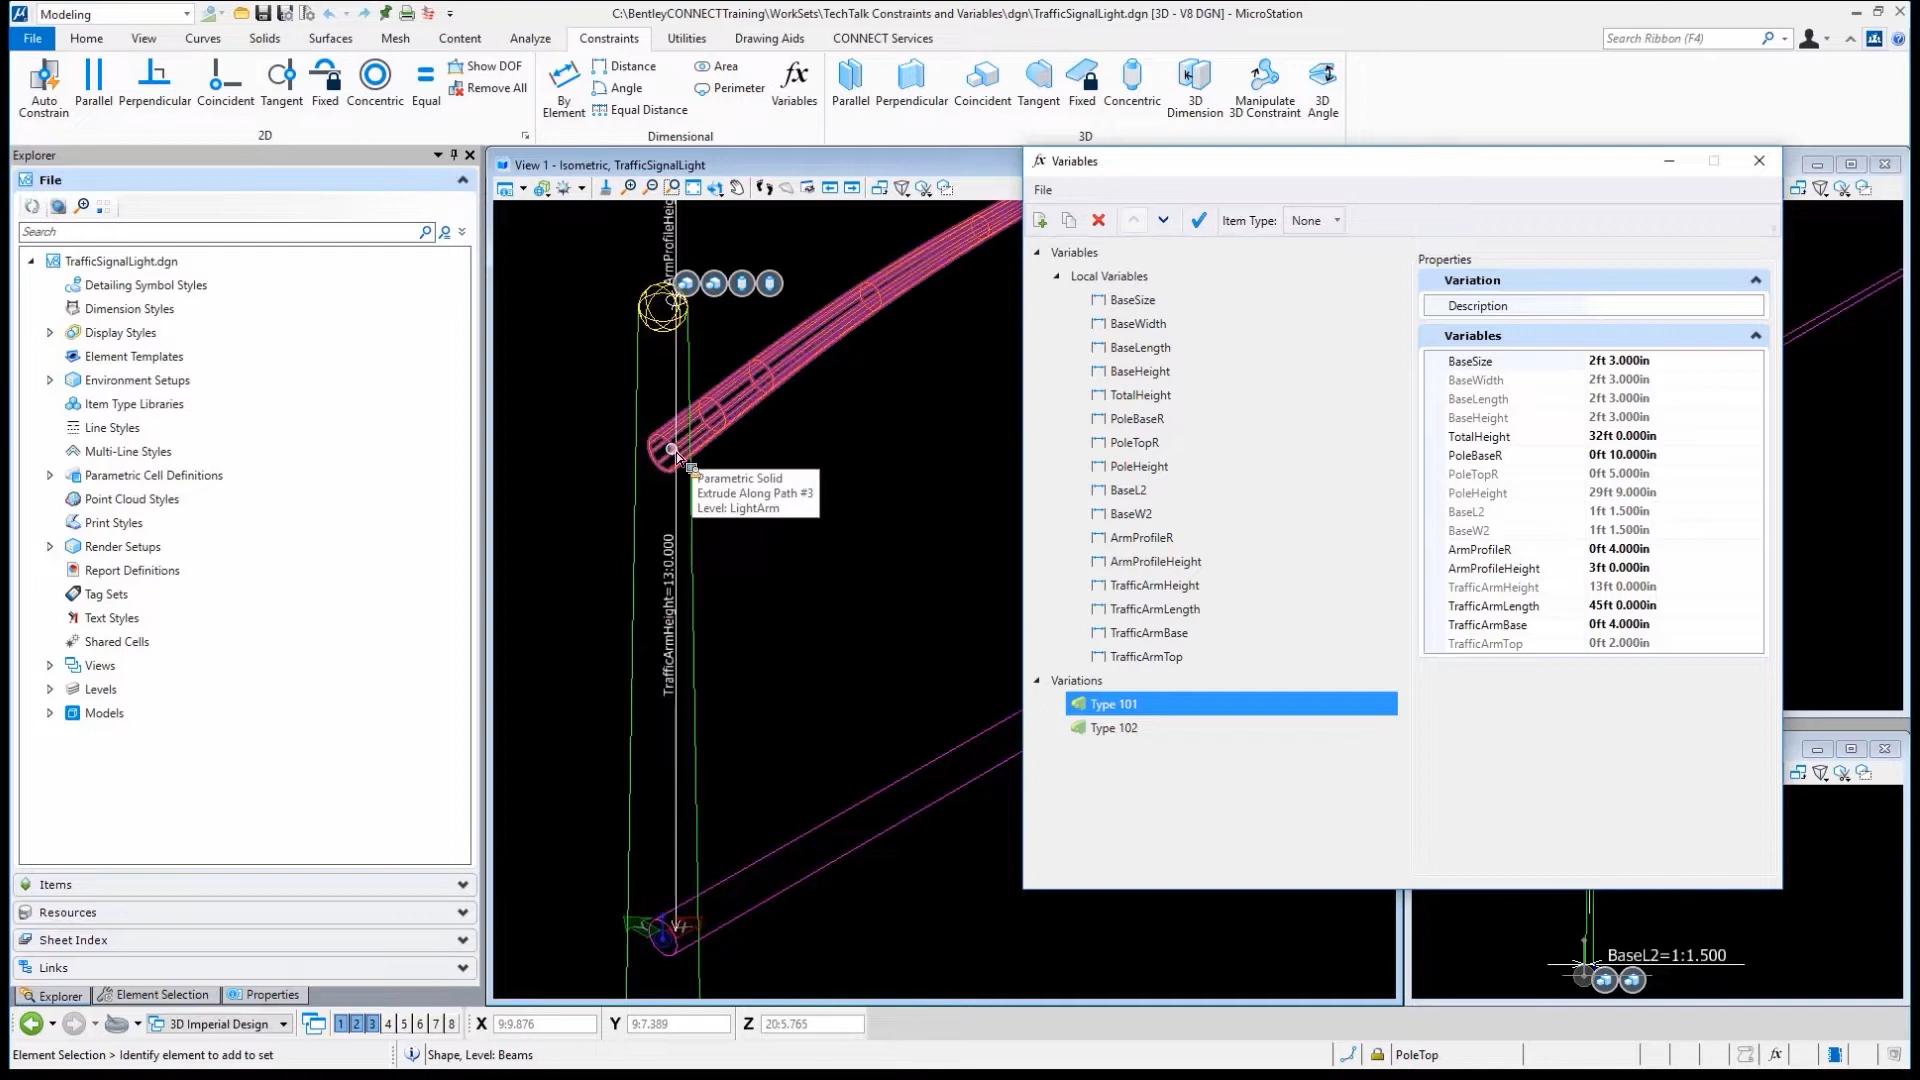 Modeling
C:\BentleyCONNECTTraining\WorkSets\TechTalk Constraints and Variables\dgn\TrafficSignalLight.dgn [3D - V8 DGN] - MicroStation
File Home View Curves Solids Surfaces Mesh Content Analyze Constraints Utilities Drawing Aids CONNECT Services
Search Ribbon (F4)
Auto Constrain
Parallel
Perpendicular
Coincident
Tangent
Fixed
Concentric
Equal
Show DOF
Remove All
2D
By Element
Distance
Angle
Equal Distance
Area
Perimeter
fx
Variables
Dimensional
Parallel
Perpendicular
Coincident
Tangent
Fixed
Concentric
3D Dimension
Manipulate 3D Constraint
3D Angle
3D
Explorer
File
Search
TrafficSignalLight.dgn
Detailing Symbol Styles
Dimension Styles
Display Styles
Element Templates
Environment Setups
Item Type Libraries
Line Styles
Multi-Line Styles
Parametric Cell Definitions
Point Cloud Styles
Print Styles
Render Setups
Report Definitions
Tag Sets
Text Styles
Shared Cells
Views
Levels
Models
Items
Resources
Sheet Index
Links
Explorer
Element Selection
Properties
View 1 - Isometric, TrafficSignalLight
TrafficArmHeight=13:0.000
Parametric Solid
Extrude Along Path #3
Level: LightArm
fx Variables
File
Item Type: None
Variables
Local Variables
BaseSize
BaseWidth
BaseLength
BaseHeight
TotalHeight
PoleBaseR
PoleTopR
PoleHeight
BaseL2
BaseW2
ArmProfileR
ArmProfileHeight
TrafficArmHeight
TrafficArmLength
TrafficArmBase
TrafficArmTop
Variations
Type 101
Type 102
Properties
Variation
Description
Variables
BaseSize 2ft 3.000in
BaseWidth 2ft 3.000in
BaseLength 2ft 3.000in
BaseHeight 2ft 3.000in
TotalHeight 32ft 0.000in
PoleBaseR 0ft 10.000in
PoleTopR 0ft 5.000in
PoleHeight 29ft 9.000in
BaseL2 1ft 1.500in
BaseW2 1ft 1.500in
ArmProfileR 0ft 4.000in
ArmProfileHeight 3ft 0.000in
TrafficArmHeight 13ft 0.000in
TrafficArmLength 45ft 0.000in
TrafficArmBase 0ft 4.000in
TrafficArmTop 0ft 2.000in
BaseL2=1:1.500
3D Imperial Design
1 2 3 4 5 6 7 8
X 9:9.876
Y 9:7.389
Z 20:5.765
Element Selection > Identify element to add to set
Shape, Level: Beams
PoleTop
fx